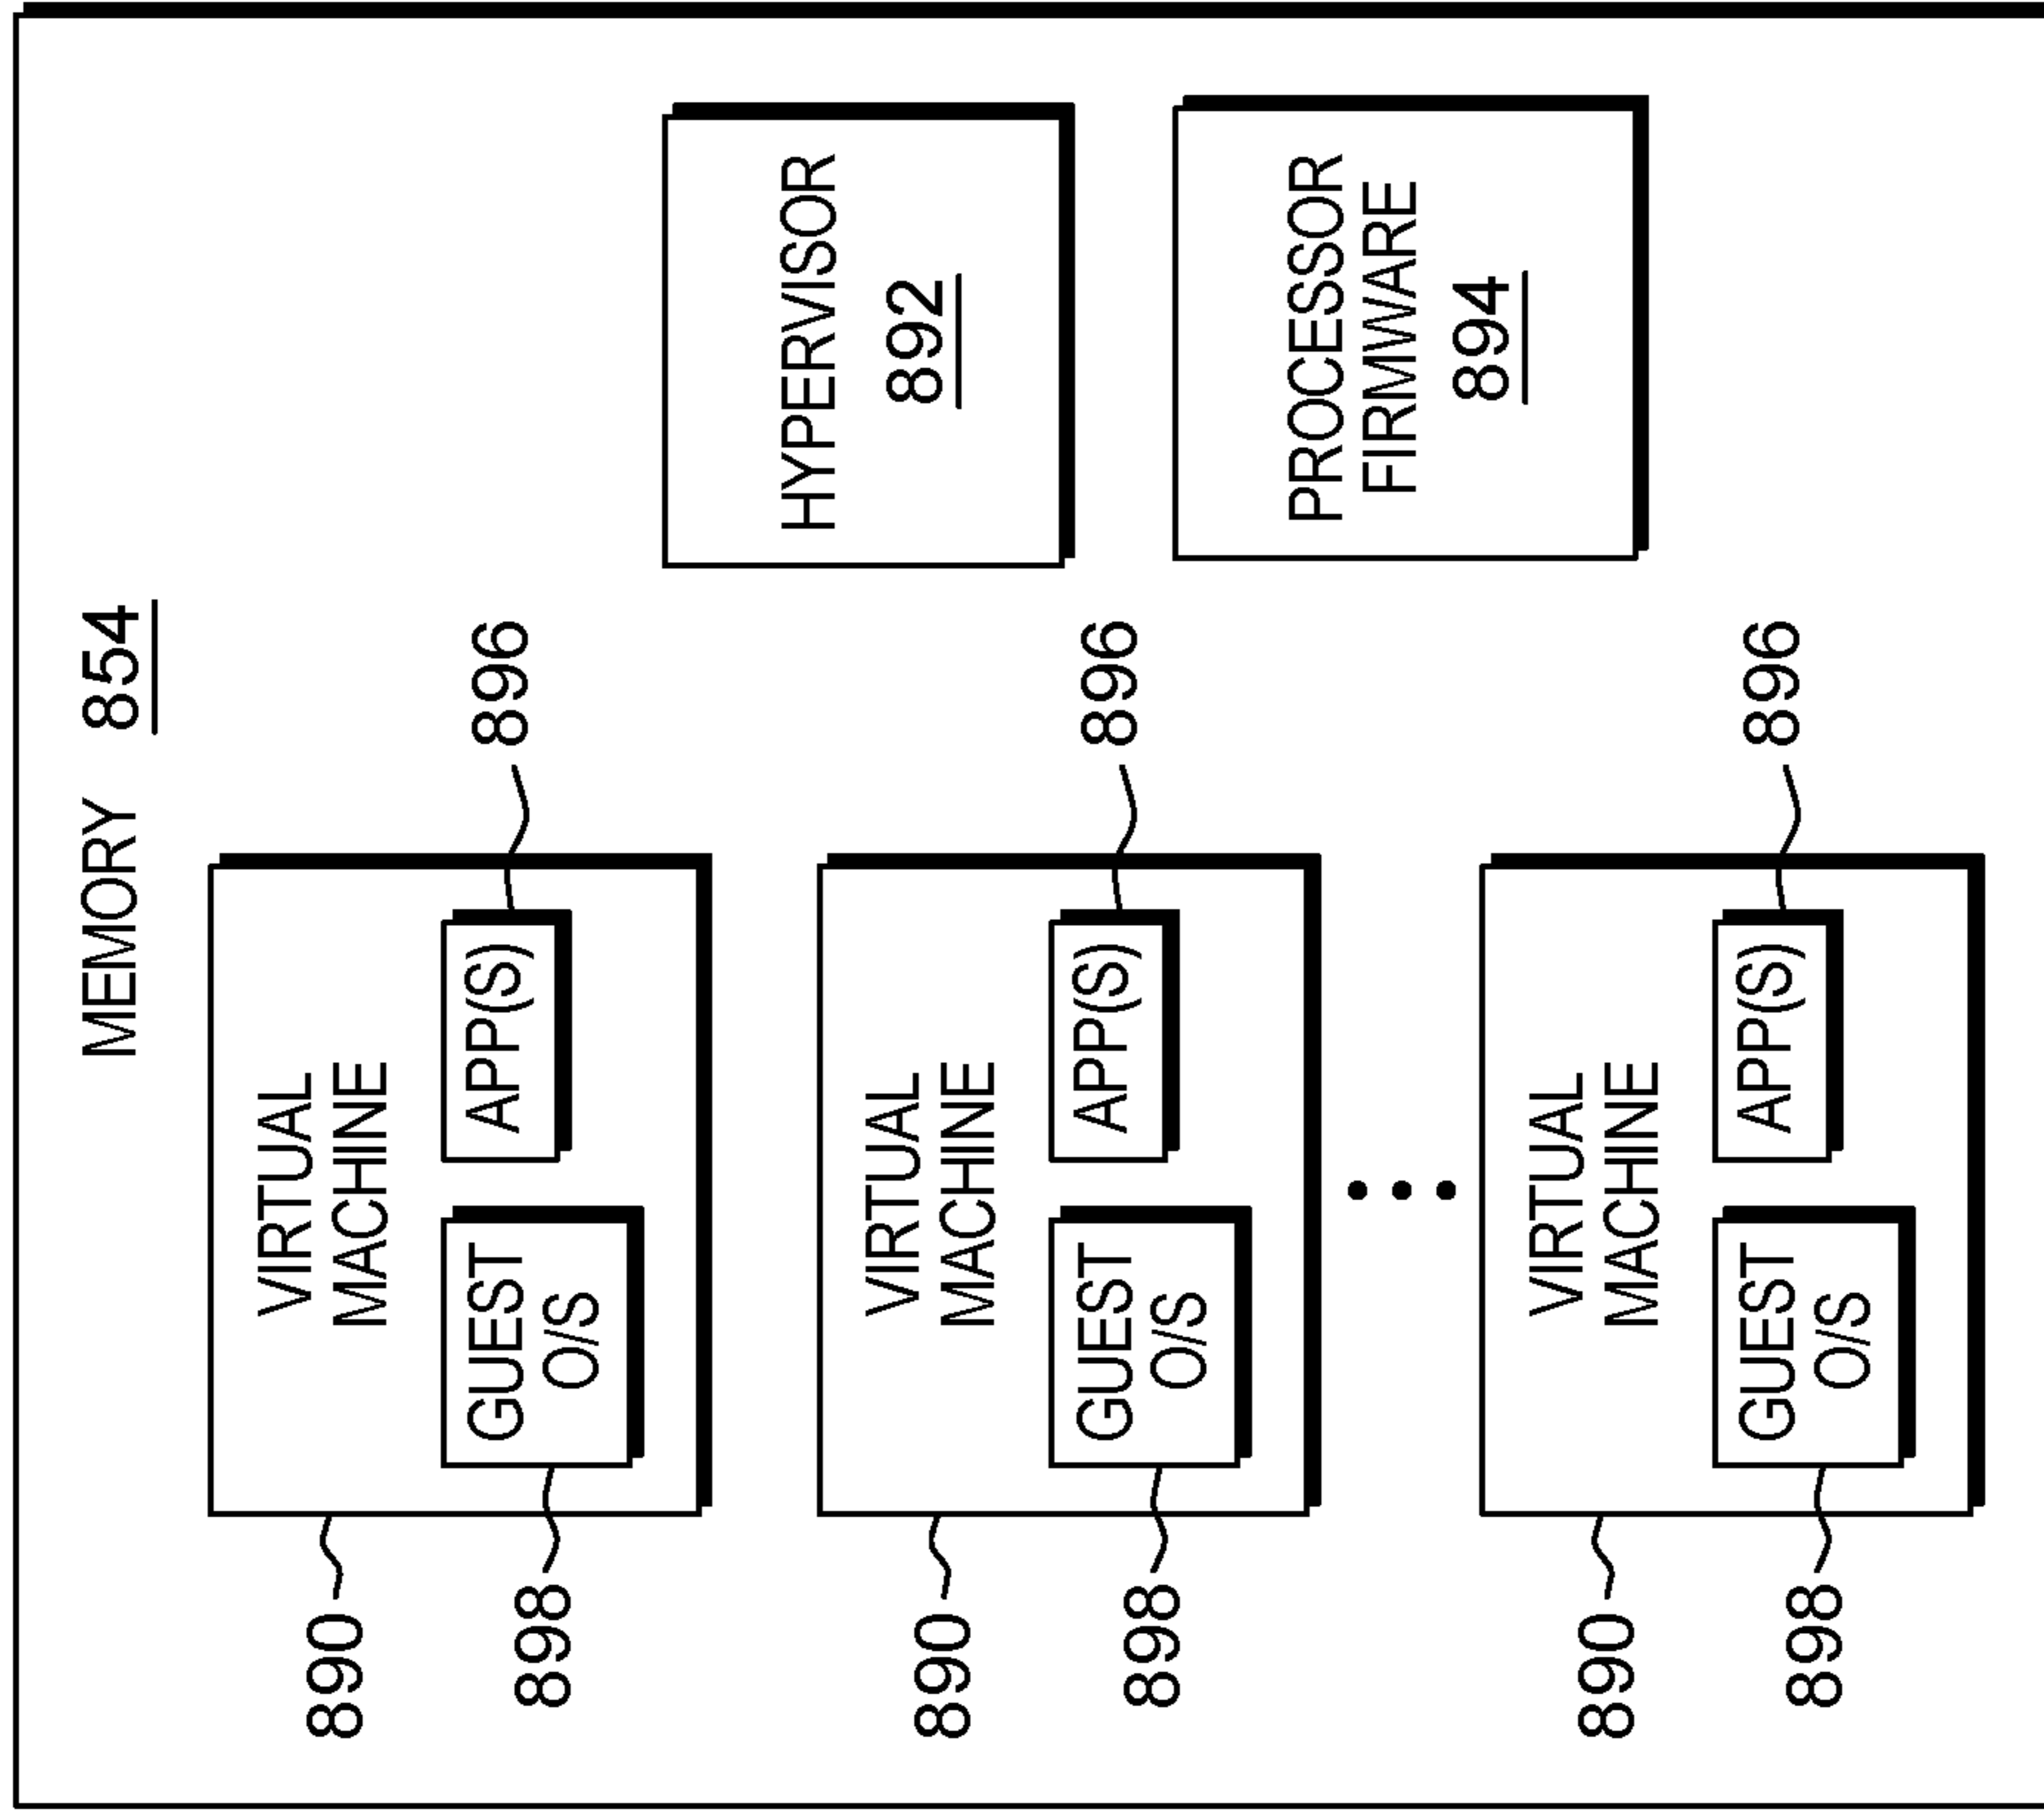 MEMORY 854
VIRTUAL
MACHINE
890
GUEST
O/S
898
APP(S)
896
VIRTUAL
MACHINE
890
GUEST
O/S
898
APP(S)
896
VIRTUAL
MACHINE
890
GUEST
O/S
898
APP(S)
896
HYPERVISOR
892
PROCESSOR
FIRMWARE
894